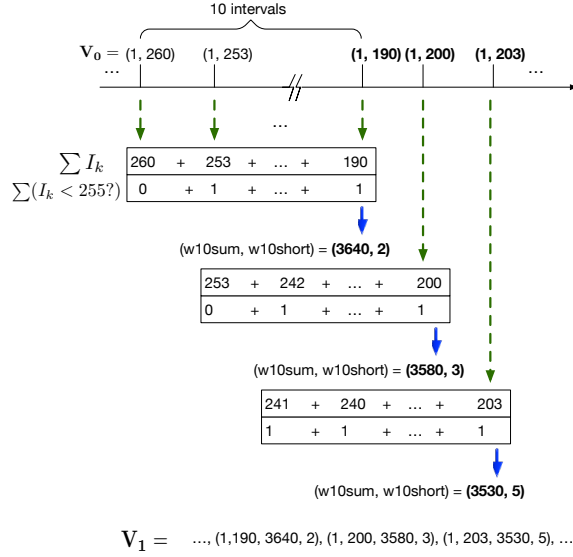 10 intervals
V₀ = (1, 260) (1, 253) (1, 190) (1, 200) (1, 203)
... ...
...
∑ I_k 260 + 253 + ... + 190
∑(I_k < 255?) 0 + 1 + ... + 1
(w10sum, w10short) = (3640, 2)
253 + 242 + ... + 200
0 + 1 + ... + 1
(w10sum, w10short) = (3580, 3)
241 + 240 + ... + 203
1 + 1 + ... + 1
(w10sum, w10short) = (3530, 5)
V₁ = ..., (1,190, 3640, 2), (1, 200, 3580, 3), (1, 203, 3530, 5), ...